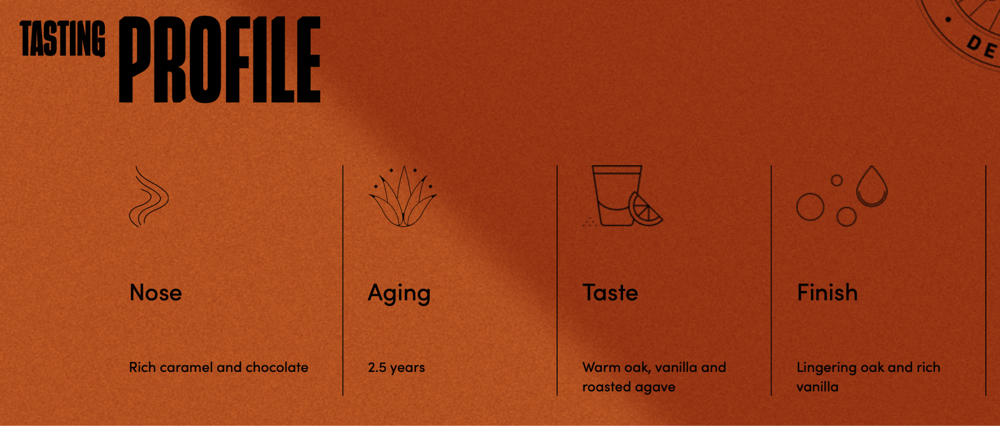 TASTING PROFILE
DE
Nose
Rich caramel and chocolate
Aging
2.5 years
Taste
Warm oak, vanilla and
roasted agave
Finish
Lingering oak and rich
vanilla